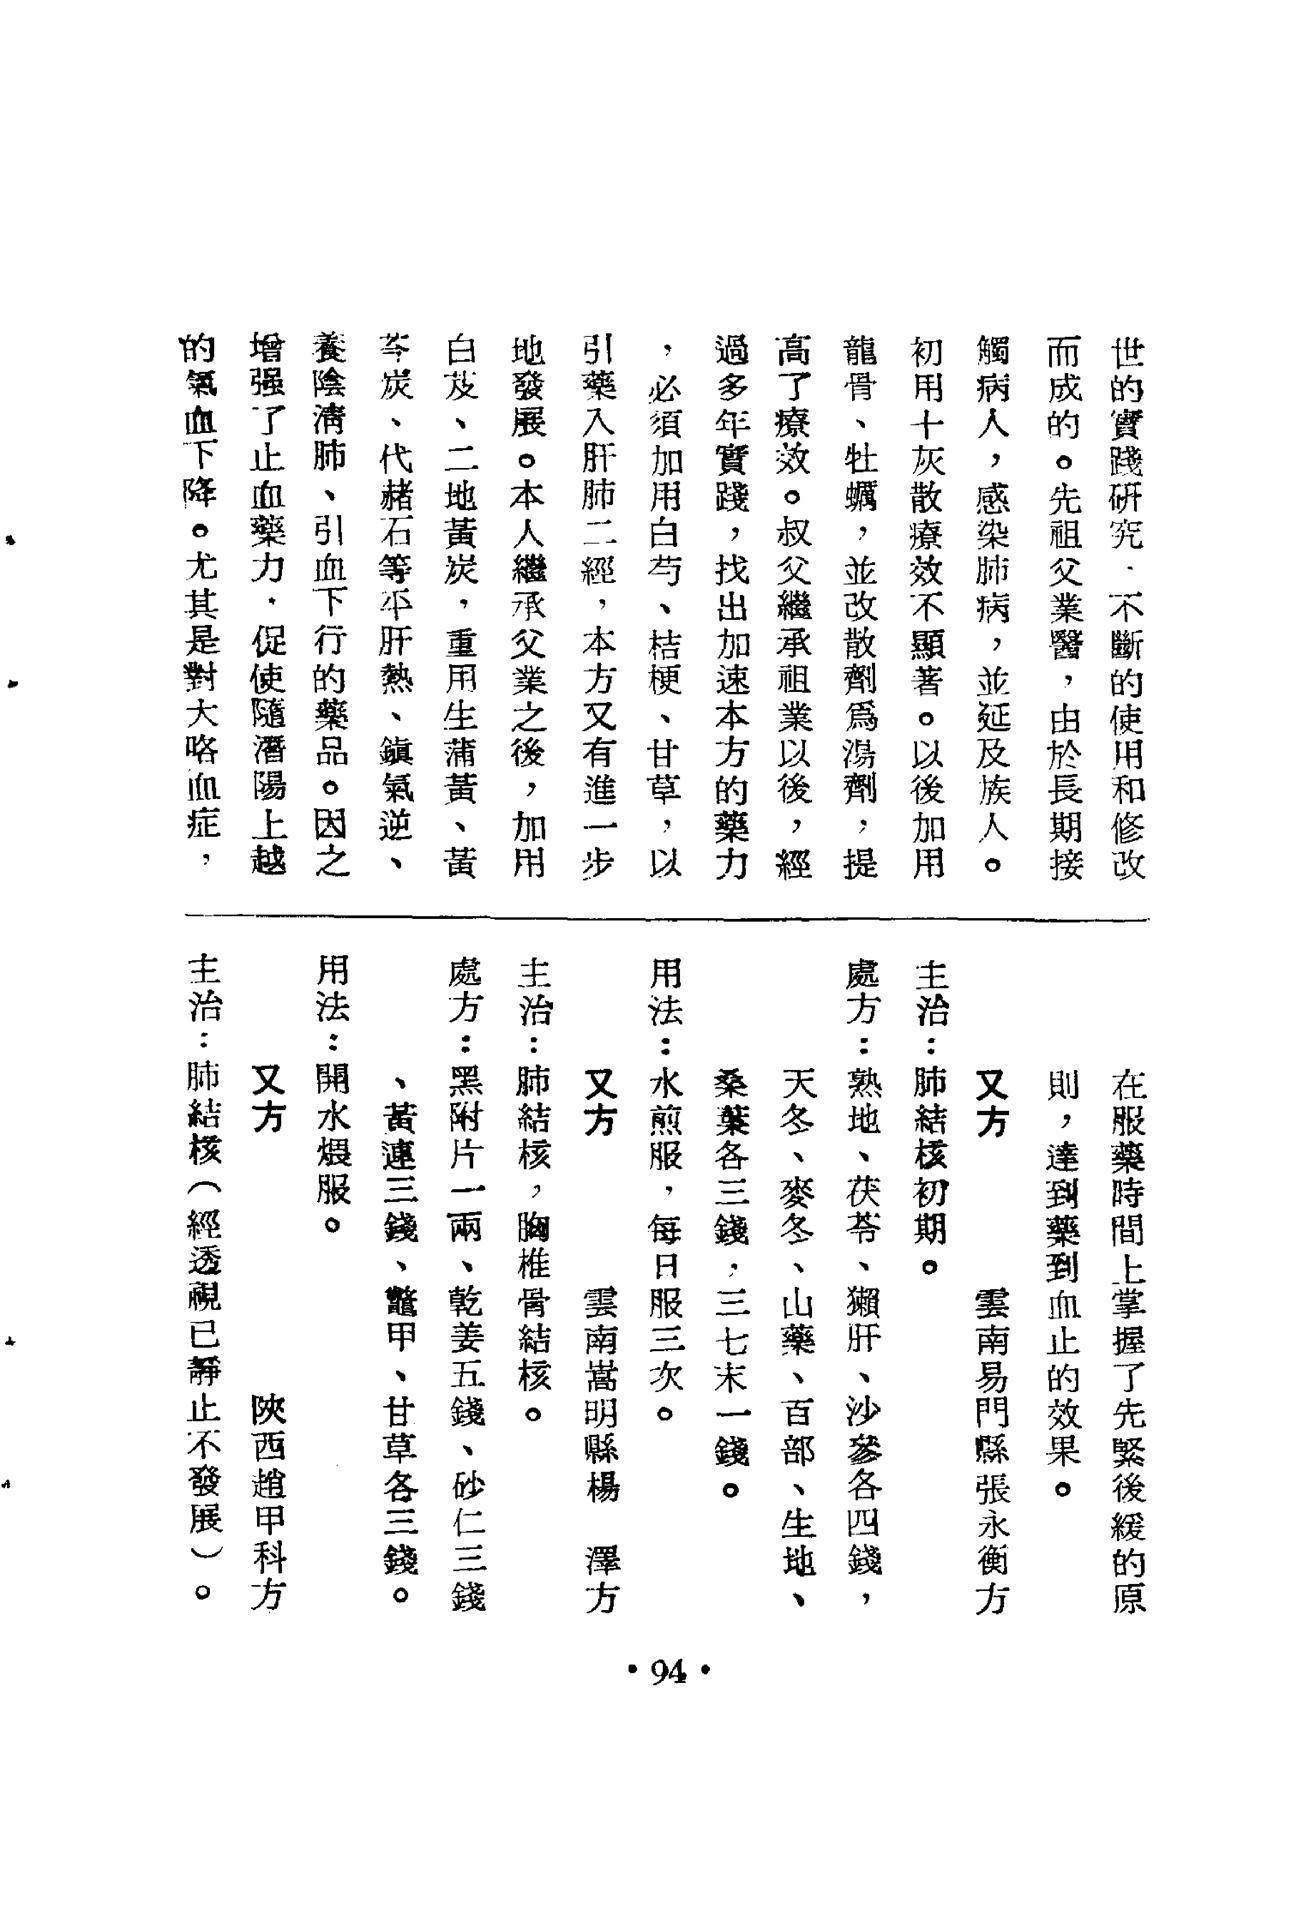 世的實踐研究．不斷的使用和修改
而成的。先祖父業醫，由於長期接
觸病人，感染肺病，並延及族人。
初用十灰散療效不顯著。以後加用
龍骨、牡蠣，並改散劑爲湯劑，提
高了療效。叔父繼承祖業以後，經
過多年實踐，找出加速本方的藥力
，必須加用白芍、桔梗、甘草，以
引藥入肝肺二經，本方又有進一步
地發展。本人繼承父業之後，加用
白芨、二地黃炭，重用生蒲黃、黃
芩炭、代赭石等平肝熱、鎭氣逆、
養陰清肺、引血下行的藥品。因之
增强了止血藥力．促使隨潛陽上越
的氣血下降。尤其是對大咯血症，
在服藥時間上掌握了先緊後緩的原
則，達到藥到血止的效果。
又方　雲南易門縣張永衡方
主治：肺結核初期。
處方：熟地、茯苓、獺肝、沙參各四錢，
天冬、麥冬、山藥、百部、生地、
桑葉各三錢，三七末一錢。
用法：水煎服，每日服三次。
又方　雲南嵩明縣楊　澤方
主治：肺結核，胸椎骨結核。
處方：黑附片一兩、乾姜五錢、砂仁三錢
、黃連三錢、鱉甲、甘草各三錢。
用法：開水煨服。
又方　陝西趙甲科方
主治：肺結核（經透視已靜止不發展）。
• 94 •